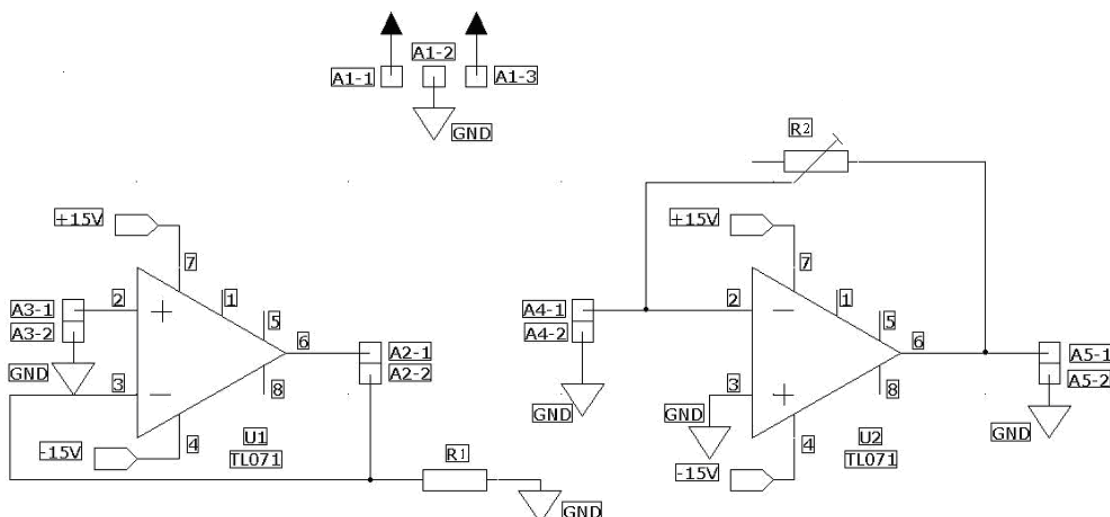 A1-2
A1-1
A1-3
GND
R2
+15V
+15V
7
7
A3-1
2
+
1
A4-1
2
−
1
A3-2
5
A4-2
5
6
A2-1
6
A5-1
GND
3
−
8
A2-2
GND
GND
3
+
8
A5-2
-15V
4
U1
TL071
R1
GND
-15V
4
U2
TL071
GND